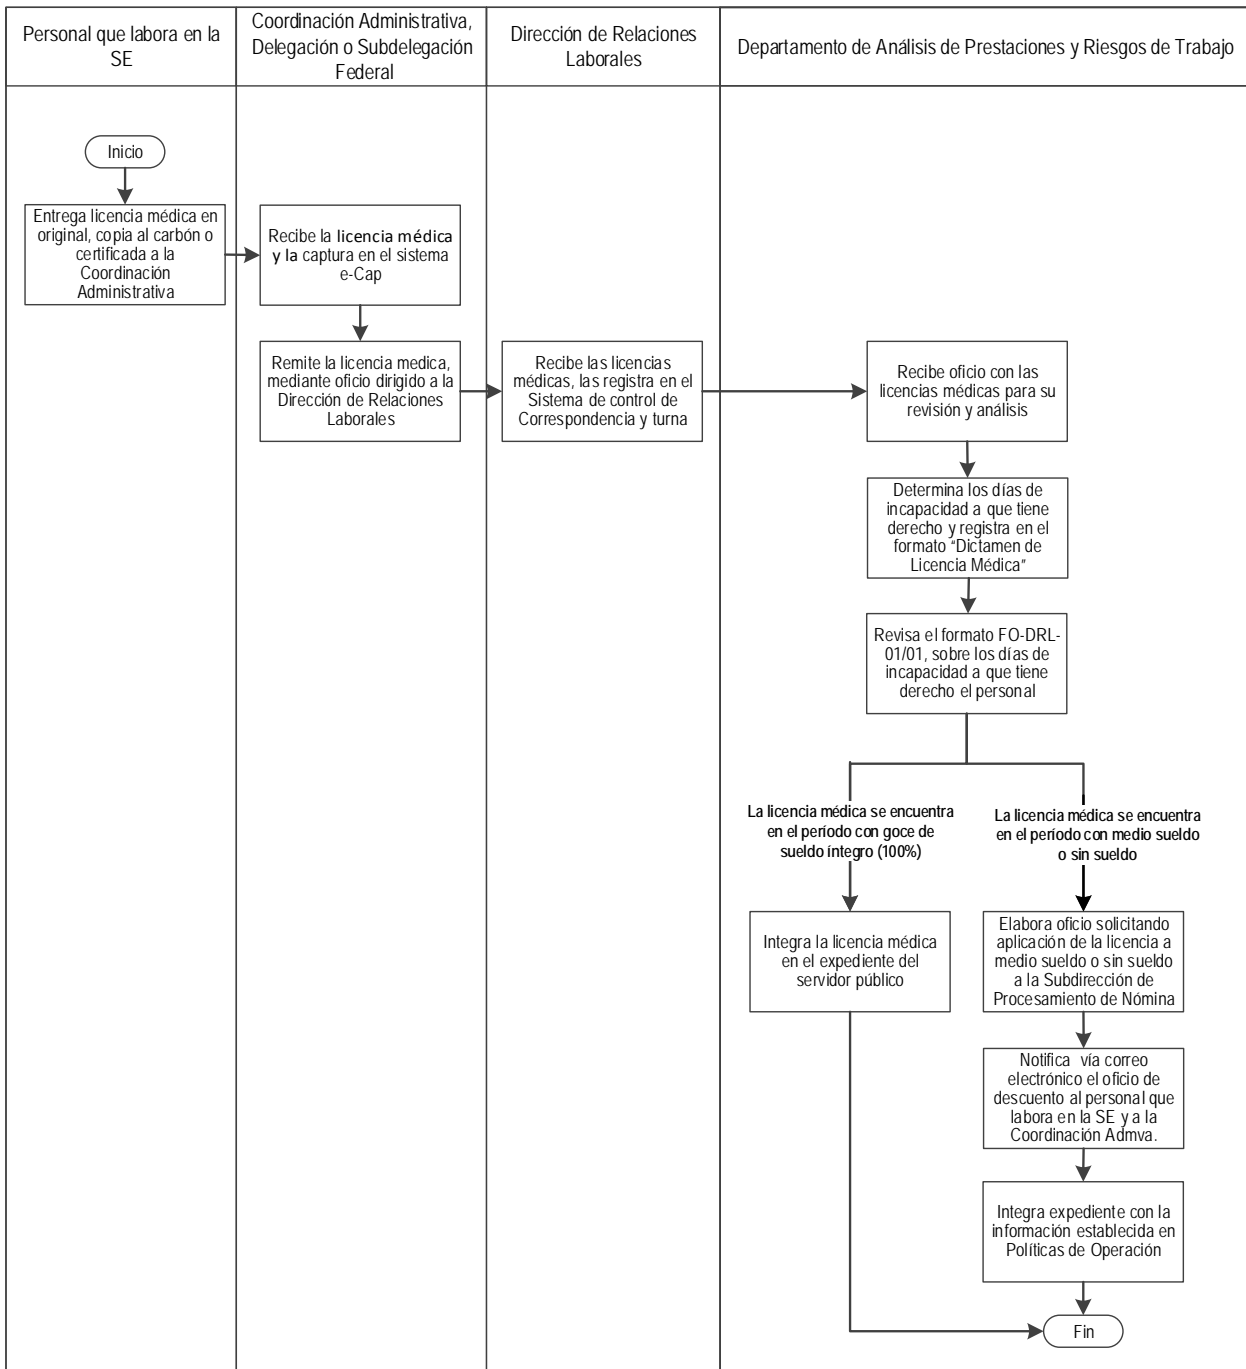 Personal que labora en la
SE
Coordinación Administrativa,
Delegación o Subdelegación
Federal
Dirección de Relaciones
Laborales
Departamento de Análisis de Prestaciones y Riesgos de Trabajo
Inicio
Entrega licencia médica en
original, copia al carbón o
certificada a la
Coordinación
Administrativa
Recibe la licencia médica
y la captura en el sistema
e-Cap
Remite la licencia medica,
mediante oficio dirigido a la
Dirección de Relaciones
Laborales
Recibe las licencias
médicas, las registra en el
Sistema de control de
Correspondencia y turna
Recibe oficio con las
licencias médicas para su
revisión y análisis
Determina los días de
incapacidad a que tiene
derecho y registra en el
formato “Dictamen de
Licencia Médica”
Revisa el formato FO-DRL-
01/01, sobre los días de
incapacidad a que tiene
derecho el personal
La licencia médica se encuentra
en el período con goce de
sueldo íntegro (100%)
La licencia médica se encuentra
en el período con medio sueldo
o sin sueldo
Integra la licencia médica
en el expediente del
servidor público
Elabora oficio solicitando
aplicación de la licencia a
medio sueldo o sin sueldo
a la Subdirección de
Procesamiento de Nómina
Notifica vía correo
electrónico el oficio de
descuento al personal que
labora en la SE y a la
Coordinación Admva.
Integra expediente con la
información establecida en
Políticas de Operación
Fin